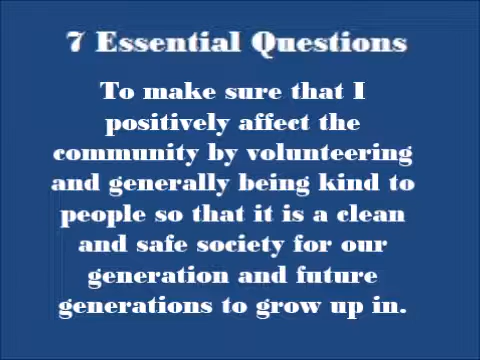 7 Essential Questions
To make sure that I
positively affect the
community by volunteering
and generally being kind to
people so that it is a clean
and safe society for our
generation and future
generations to grow up in.